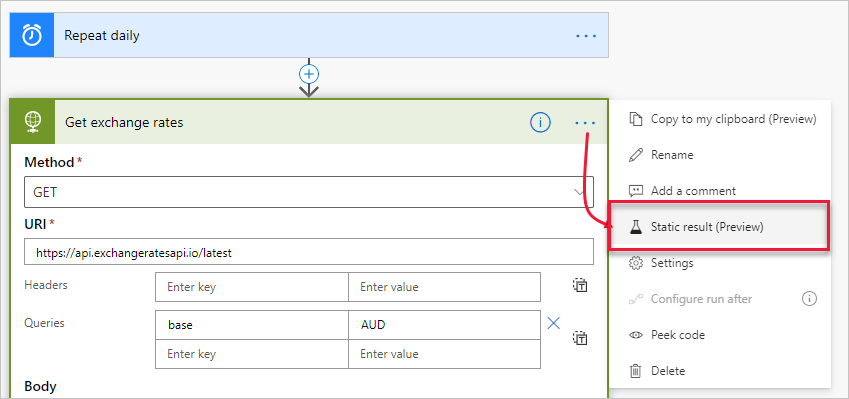 Repeat daily
Get exchange rates
Method *
GET
URI *
https://api.exchangeratesapi.io/latest
Headers
Enter key Enter value
Queries
base AUD
Enter key Enter value
Body
Copy to my clipboard (Preview)
Rename
Add a comment
Static result (Preview)
Settings
Configure run after
Peek code
Delete